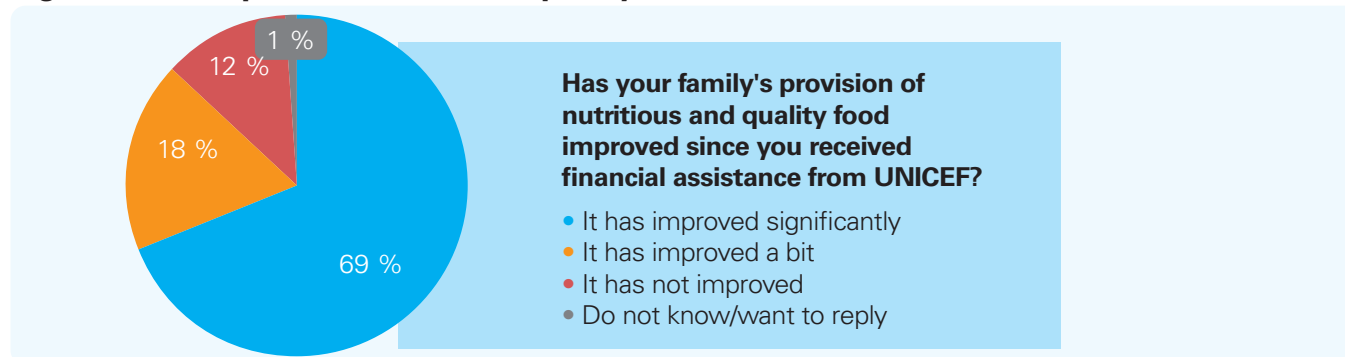 1 %
12 %
18 %
69 %
Has your family's provision of
nutritious and quality food
improved since you received
financial assistance from UNICEF?
• It has improved significantly
• It has improved a bit
• It has not improved
• Do not know/want to reply